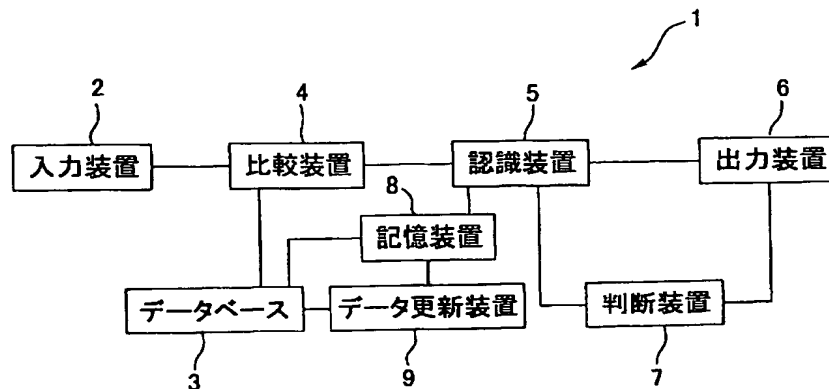 1
2
4
5
6
入力装置
比較装置
認識装置
出力装置
8
記憶装置
データベース
データ更新装置
判断装置
3
9
7